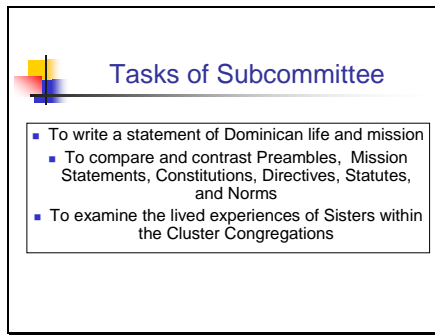 Tasks of Subcommittee
To write a statement of Dominican life and mission
To compare and contrast Preambles, Mission
Statements, Constitutions, Directives, Statutes,
and Norms
To examine the lived experiences of Sisters within
the Cluster Congregations